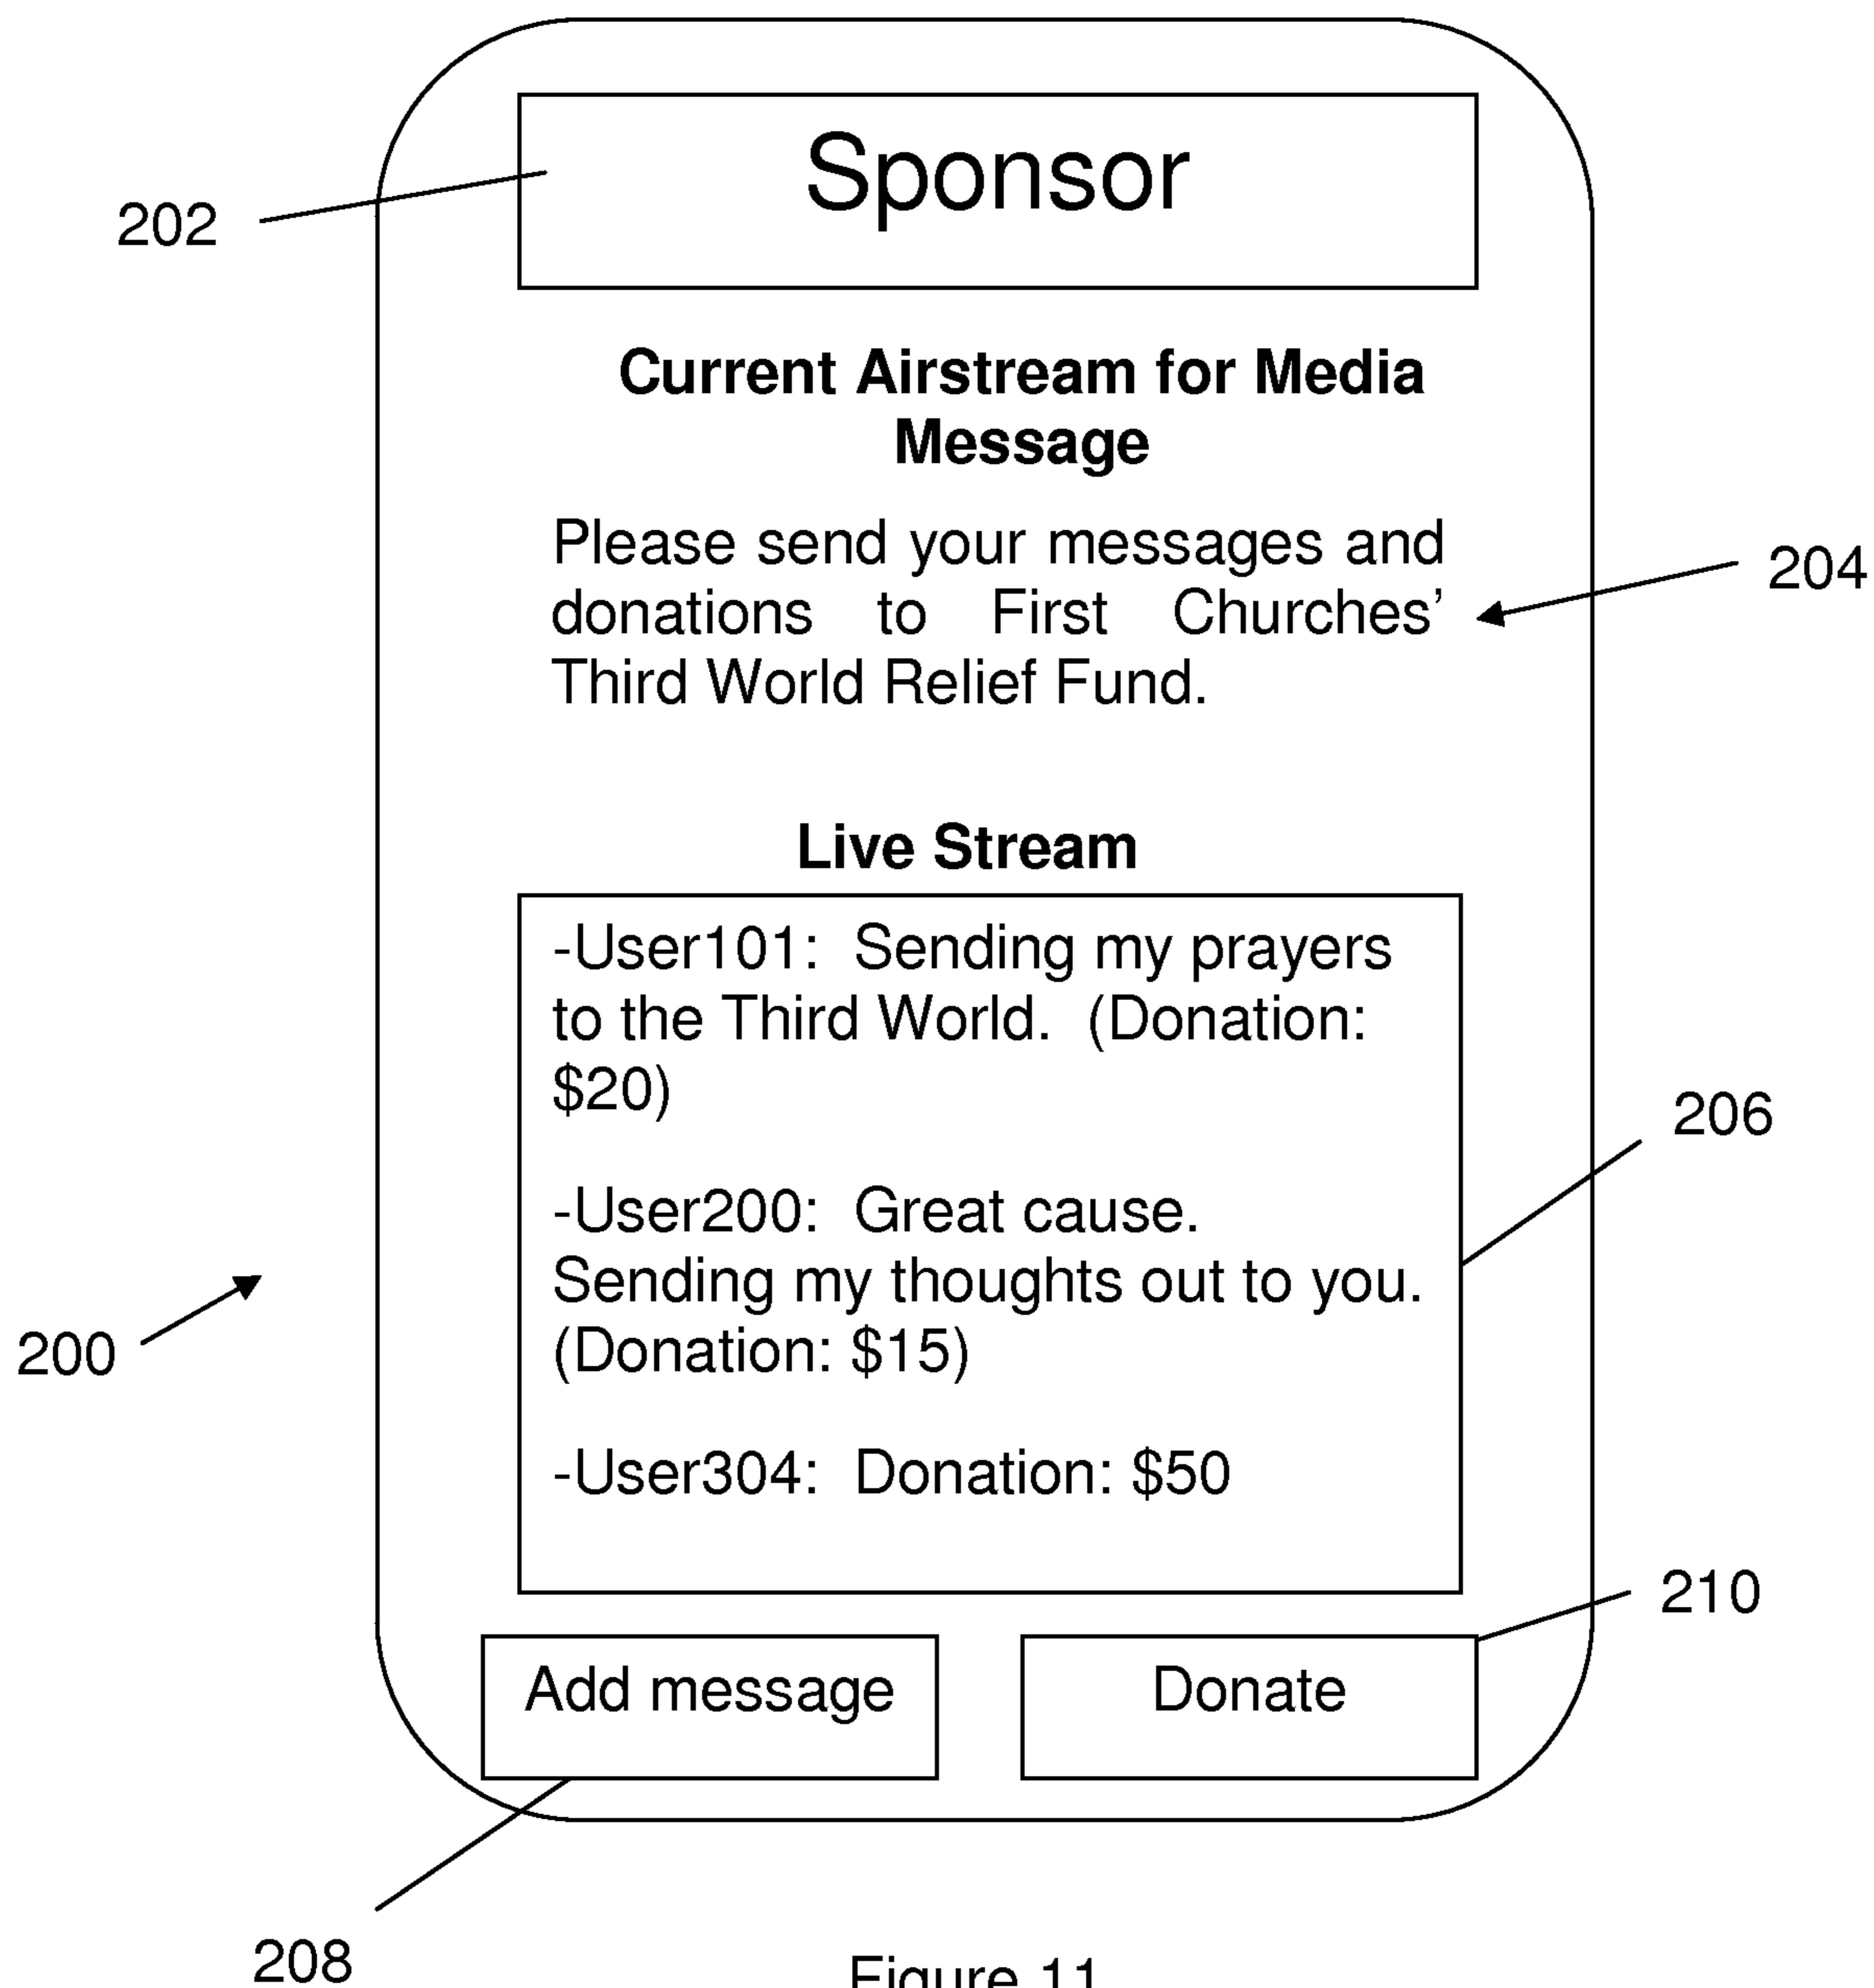 Sponsor
202
Current Airstream for Media
Message
Please send your messages and
donations to First Churches’
Third World Relief Fund.
204
Live Stream
-User101:  Sending my prayers
to the Third World.  (Donation:
$20)
206
-User200:  Great cause.
Sending my thoughts out to you.
(Donation: $15)
200
-User304:  Donation: $50
210
Add message
Donate
208
Figure 11